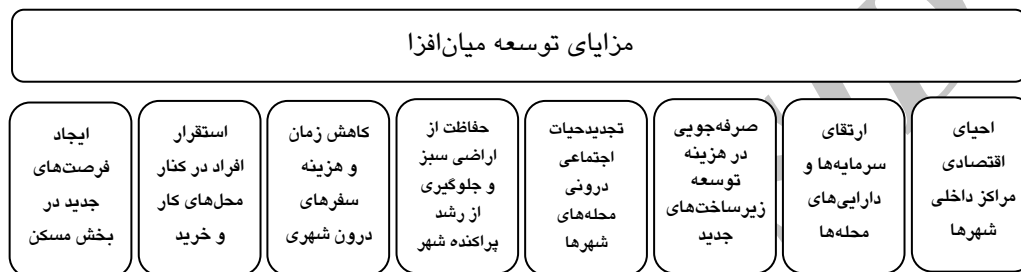 مزایای توسعه میان‌افزا
احیای
اقتصادی
مراکز داخلی
شهرها
ارتقای
سرمایه‌ها و
دارایی‌های
محله‌ها
صرفه‌جویی
در هزینه
توسعه
زیرساخت‌های
جدید
تجدیدحیات
اجتماعی
درونی
محله‌های
شهرها
حفاظت از
اراضی سبز
و جلوگیری
از رشد
پراکنده شهر
کاهش زمان
و هزینه
سفرهای
درون شهری
استقرار
افراد در کنار
محل‌های کار
و خرید
ایجاد
فرصت‌های
جدید در
بخش مسکن